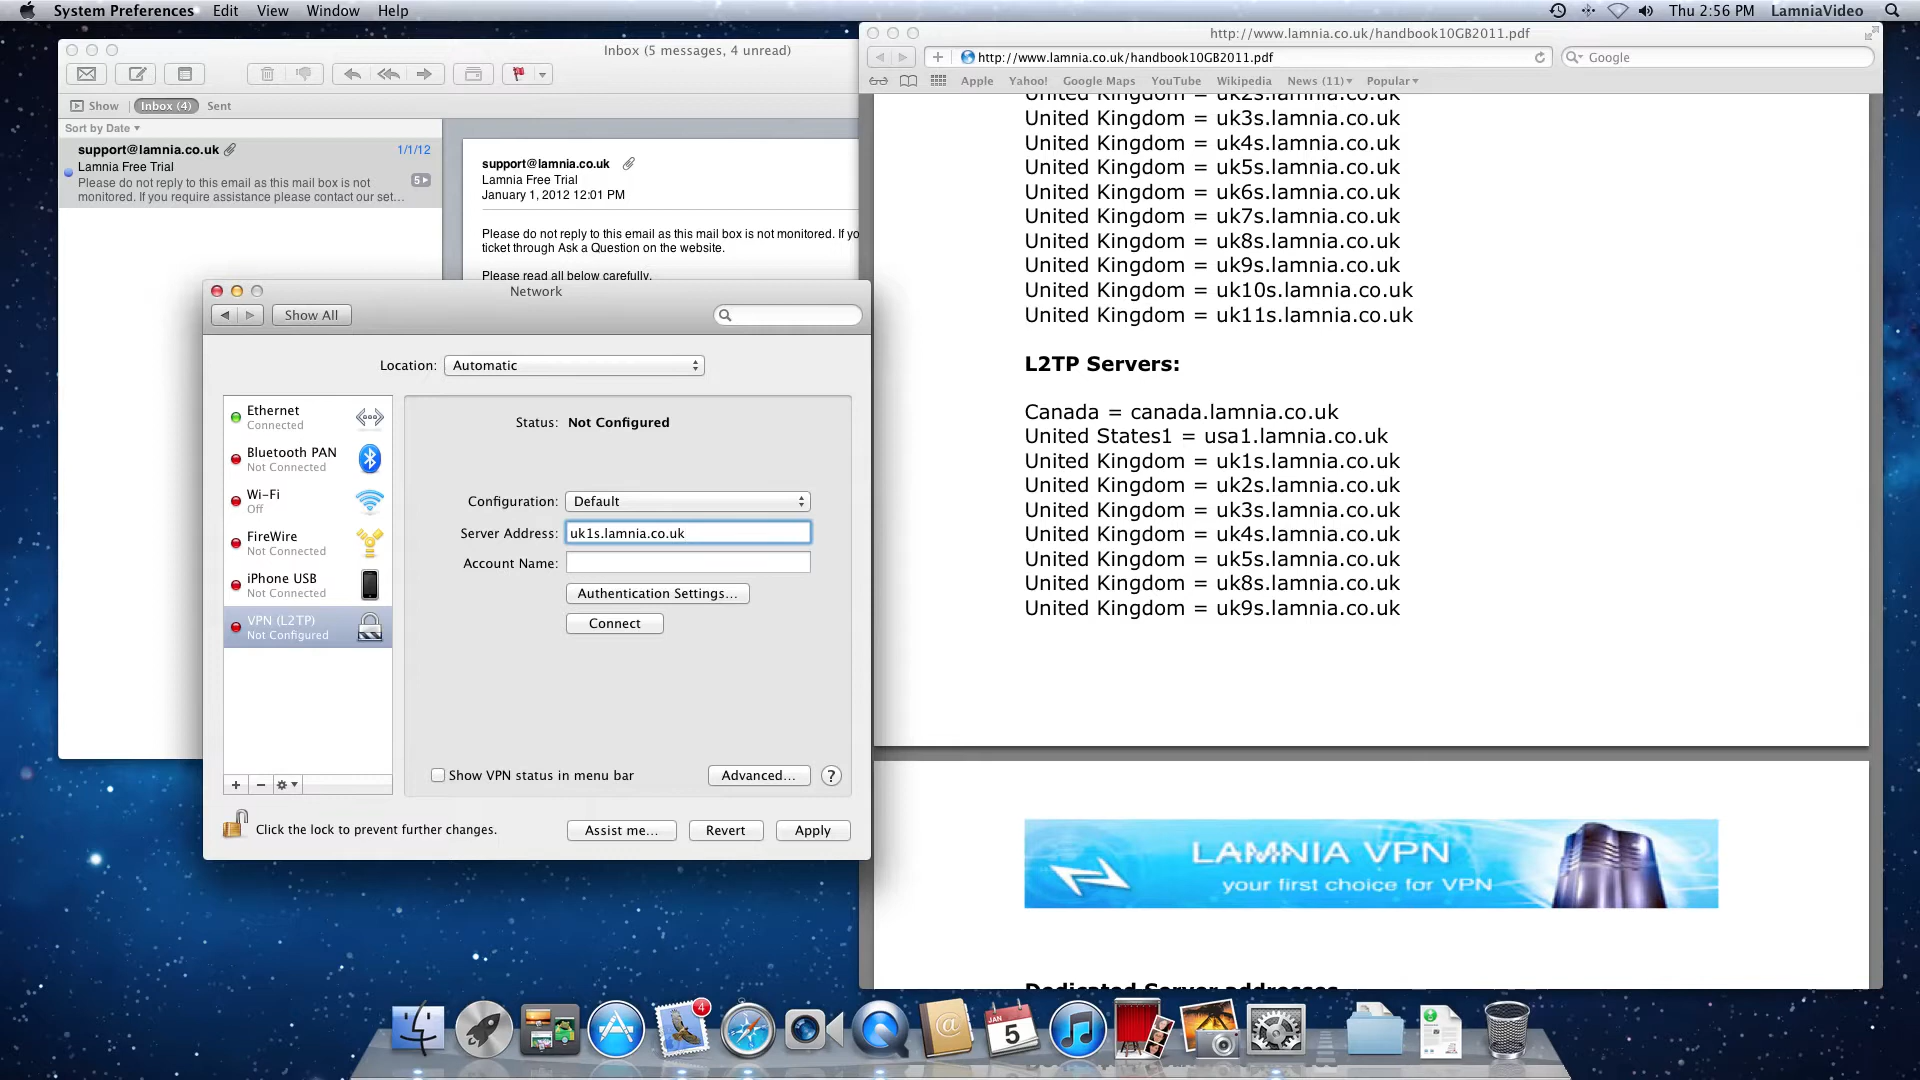 System Preferences Edit View Window Help
Thu 2:56 PM LamniaVideo
Inbox (5 messages, 4 unread)
Show Inbox (4) Sent
Sort by Date
support@lamnia.co.uk 1/1/12
Lamnia Free Trial
Please do not reply to this email as this mail box is not
monitored. If you require assistance please contact our set...
5
support@lamnia.co.uk
Lamnia Free Trial
January 1, 2012 12:01 PM
Please do not reply to this email as this mail box is not monitored. If yo
ticket through Ask a Question on the website.
Please read all below carefully.
Network
Show All
Location: Automatic
Ethernet
Connected
Bluetooth PAN
Not Connected
Wi-Fi
Off
FireWire
Not Connected
iPhone USB
Not Connected
VPN (L2TP)
Not Configured
Status: Not Configured
Configuration: Default
Server Address: uk1s.lamnia.co.uk
Account Name:
Authentication Settings...
Connect
Show VPN status in menu bar
Advanced... ?
Click the lock to prevent further changes.
Assist me... Revert Apply
http://www.lamnia.co.uk/handbook10GB2011.pdf
http://www.lamnia.co.uk/handbook10GB2011.pdf
Google
Apple Yahoo! Google Maps YouTube Wikipedia News (11) Popular
United Kingdom = uk2s.lamnia.co.uk
United Kingdom = uk3s.lamnia.co.uk
United Kingdom = uk4s.lamnia.co.uk
United Kingdom = uk5s.lamnia.co.uk
United Kingdom = uk6s.lamnia.co.uk
United Kingdom = uk7s.lamnia.co.uk
United Kingdom = uk8s.lamnia.co.uk
United Kingdom = uk9s.lamnia.co.uk
United Kingdom = uk10s.lamnia.co.uk
United Kingdom = uk11s.lamnia.co.uk
L2TP Servers:
Canada = canada.lamnia.co.uk
United States1 = usa1.lamnia.co.uk
United Kingdom = uk1s.lamnia.co.uk
United Kingdom = uk2s.lamnia.co.uk
United Kingdom = uk3s.lamnia.co.uk
United Kingdom = uk4s.lamnia.co.uk
United Kingdom = uk5s.lamnia.co.uk
United Kingdom = uk8s.lamnia.co.uk
United Kingdom = uk9s.lamnia.co.uk
LAMNIA VPN
your first choice for VPN
Dedicated Server addresses
4
JAN
5